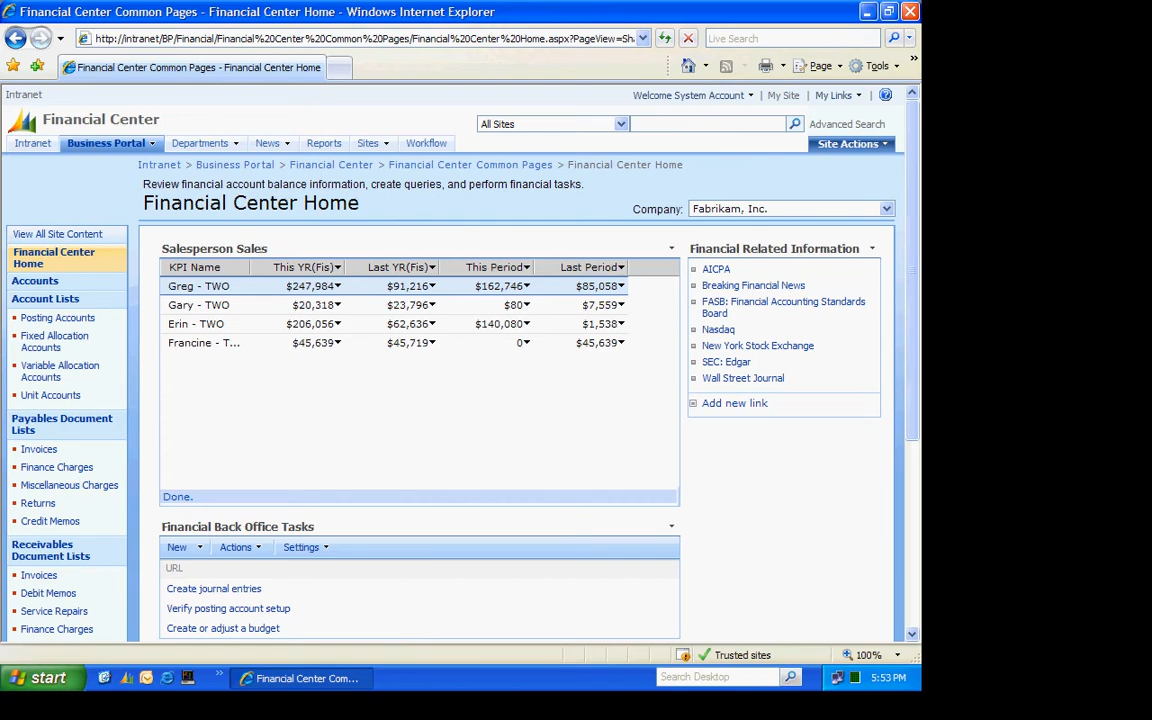 Financial Center Common Pages - Financial Center Home - Windows Internet Explorer
http://intranet/BP/Financial/Financial%20Center%20Common%20Pages/Financial%20Center%20Home.aspx?PageView=Sh
Live Search
Financial Center Common Pages - Financial Center Home
Page
Tools
Intranet
Welcome System Account
My Site
My Links
Financial Center
All Sites
Advanced Search
Intranet
Business Portal
Departments
News
Reports
Sites
Workflow
Site Actions
Intranet > Business Portal > Financial Center > Financial Center Common Pages > Financial Center Home
Review financial account balance information, create queries, and perform financial tasks.
Financial Center Home
Company: Fabrikam, Inc.
View All Site Content
Financial Center
Home
Accounts
Account Lists
Posting Accounts
Fixed Allocation
Accounts
Variable Allocation
Accounts
Unit Accounts
Payables Document
Lists
Invoices
Finance Charges
Miscellaneous Charges
Returns
Credit Memos
Receivables
Document Lists
Invoices
Debit Memos
Service Repairs
Finance Charges
Salesperson Sales
KPI Name This YR(Fis) Last YR(Fis) This Period Last Period
Greg - TWO $247,984 $91,216 $162,746 $85,058
Gary - TWO $20,318 $23,796 $80 $7,559
Erin - TWO $206,056 $62,636 $140,080 $1,538
Francine - T... $45,639 $45,719 0 $45,639
Done.
Financial Back Office Tasks
New Actions Settings
URL
Create journal entries
Verify posting account setup
Create or adjust a budget
Financial Related Information
AICPA
Breaking Financial News
FASB: Financial Accounting Standards
Board
Nasdaq
New York Stock Exchange
SEC: Edgar
Wall Street Journal
Add new link
Trusted sites
100%
start
Financial Center Com...
Search Desktop
5:53 PM